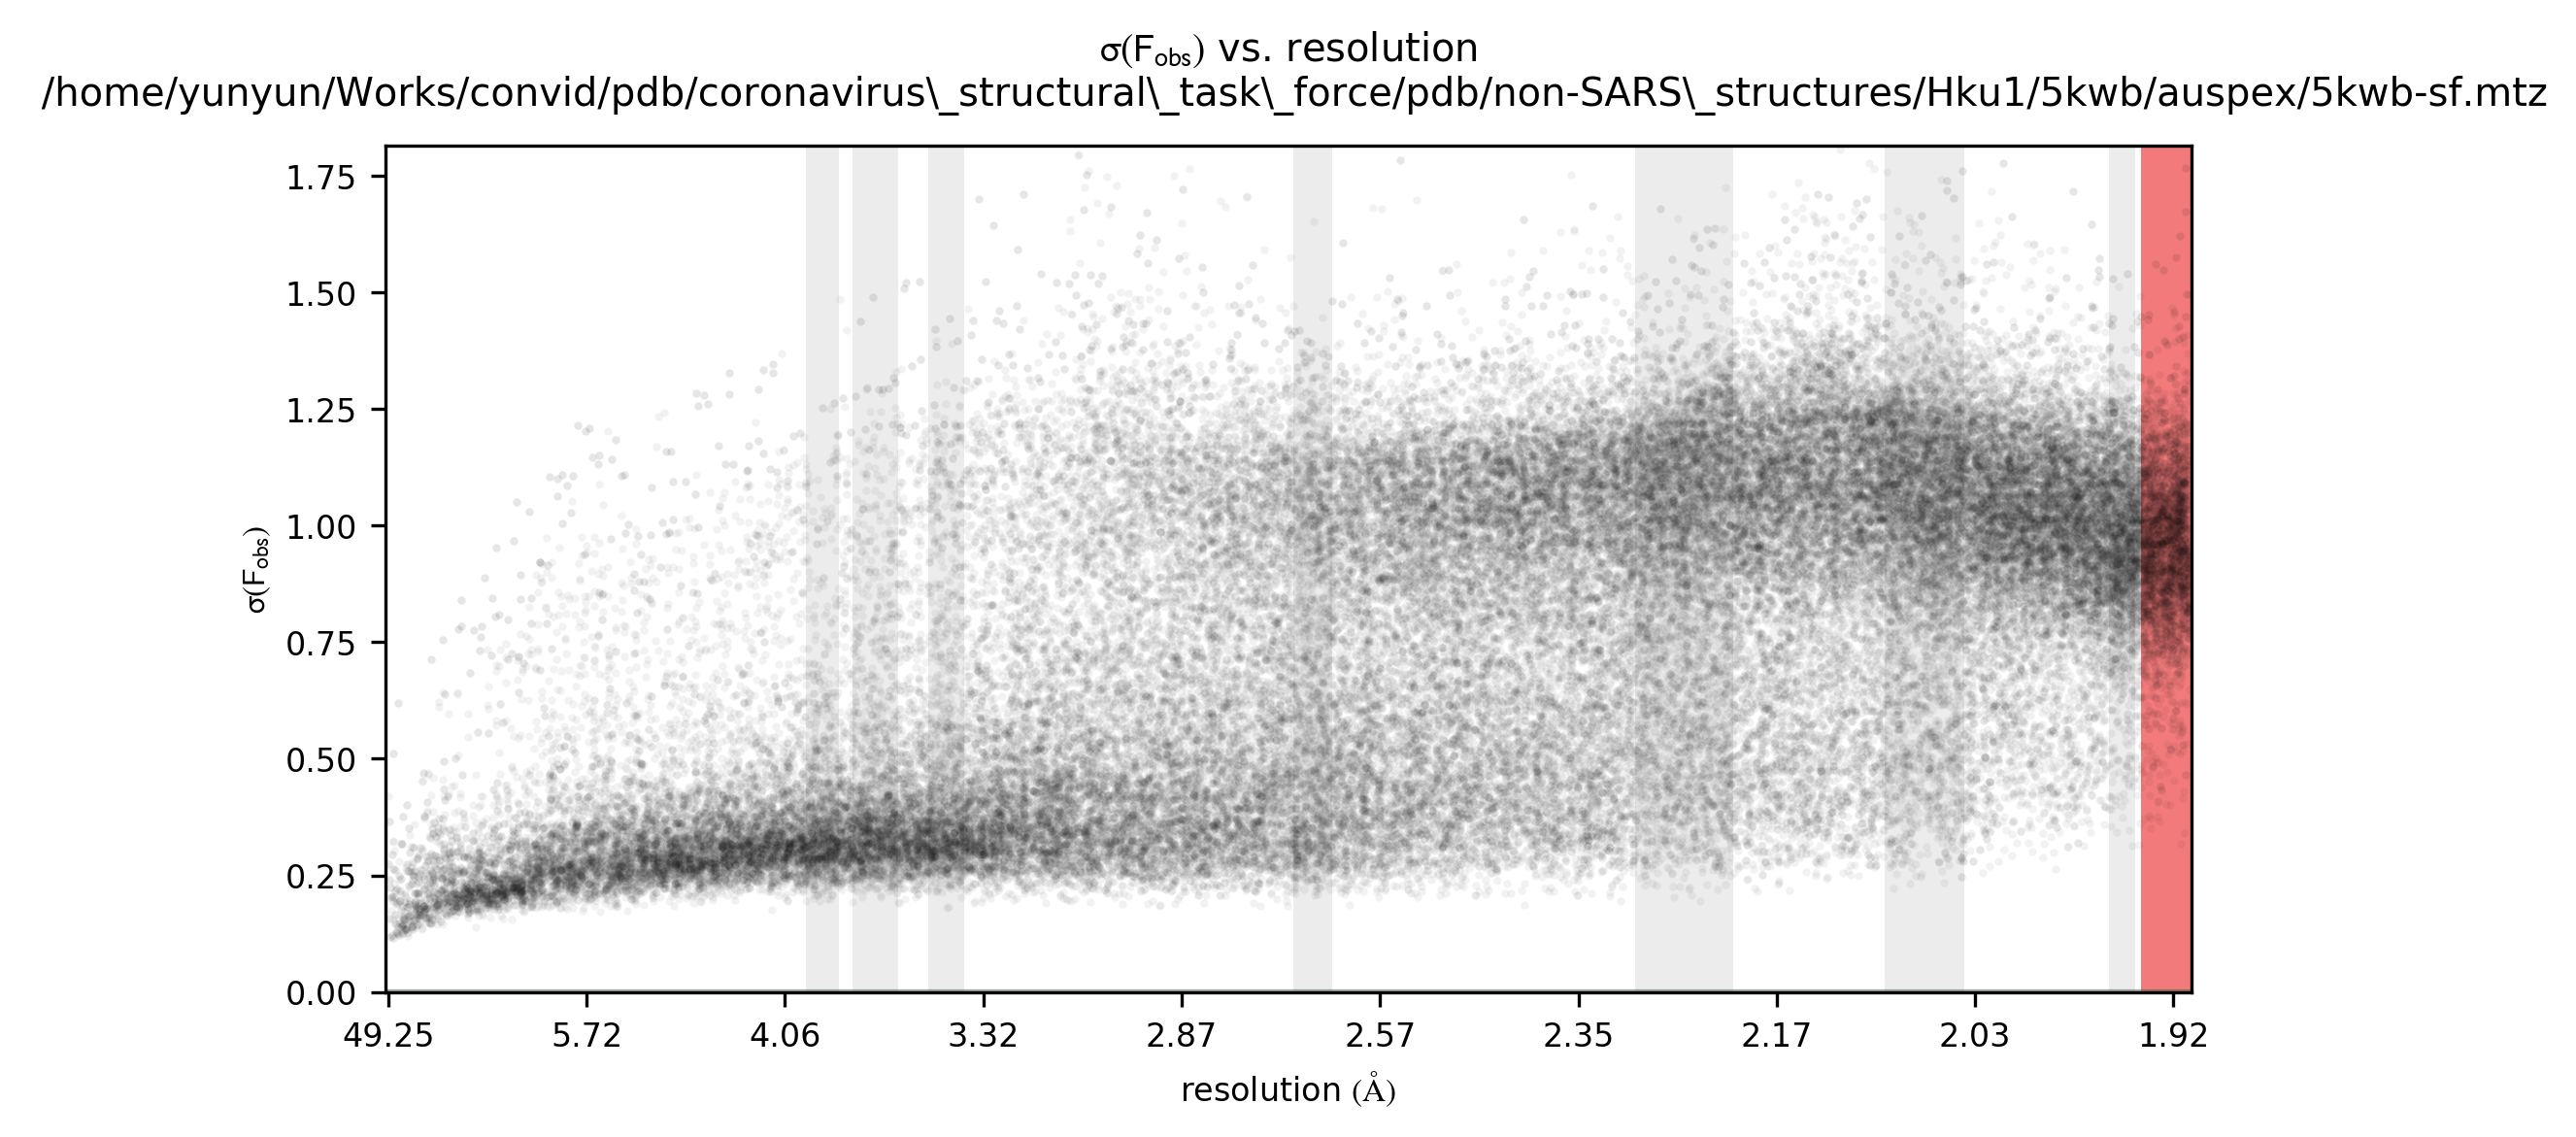 σ(Fobs) vs. resolution
/home/yunyun/Works/convid/pdb/coronavirus\_structural\_task\_force/pdb/non-SARS\_structures/Hku1/5kwb/auspex/5kwb-sf.mtz
1.75
1.50
1.25
1.00
0.75
0.50
0.25
0.00
σ(Fobs)
49.25 5.72 4.06 3.32 2.87 2.57 2.35 2.17 2.03 1.92
resolution (Å)